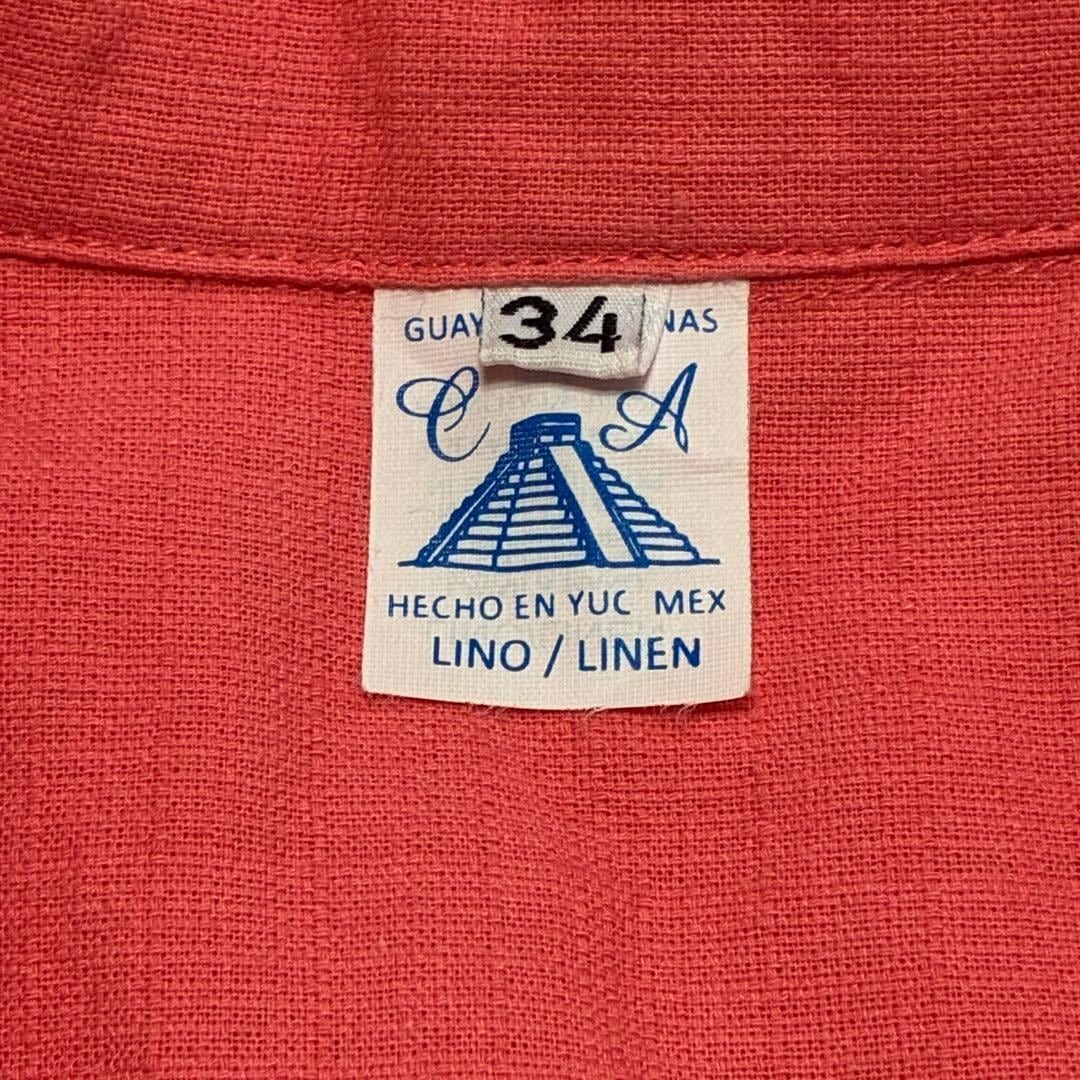 34
GUAY NAS
C A
HECHO EN YUC MEX
LINO / LINEN